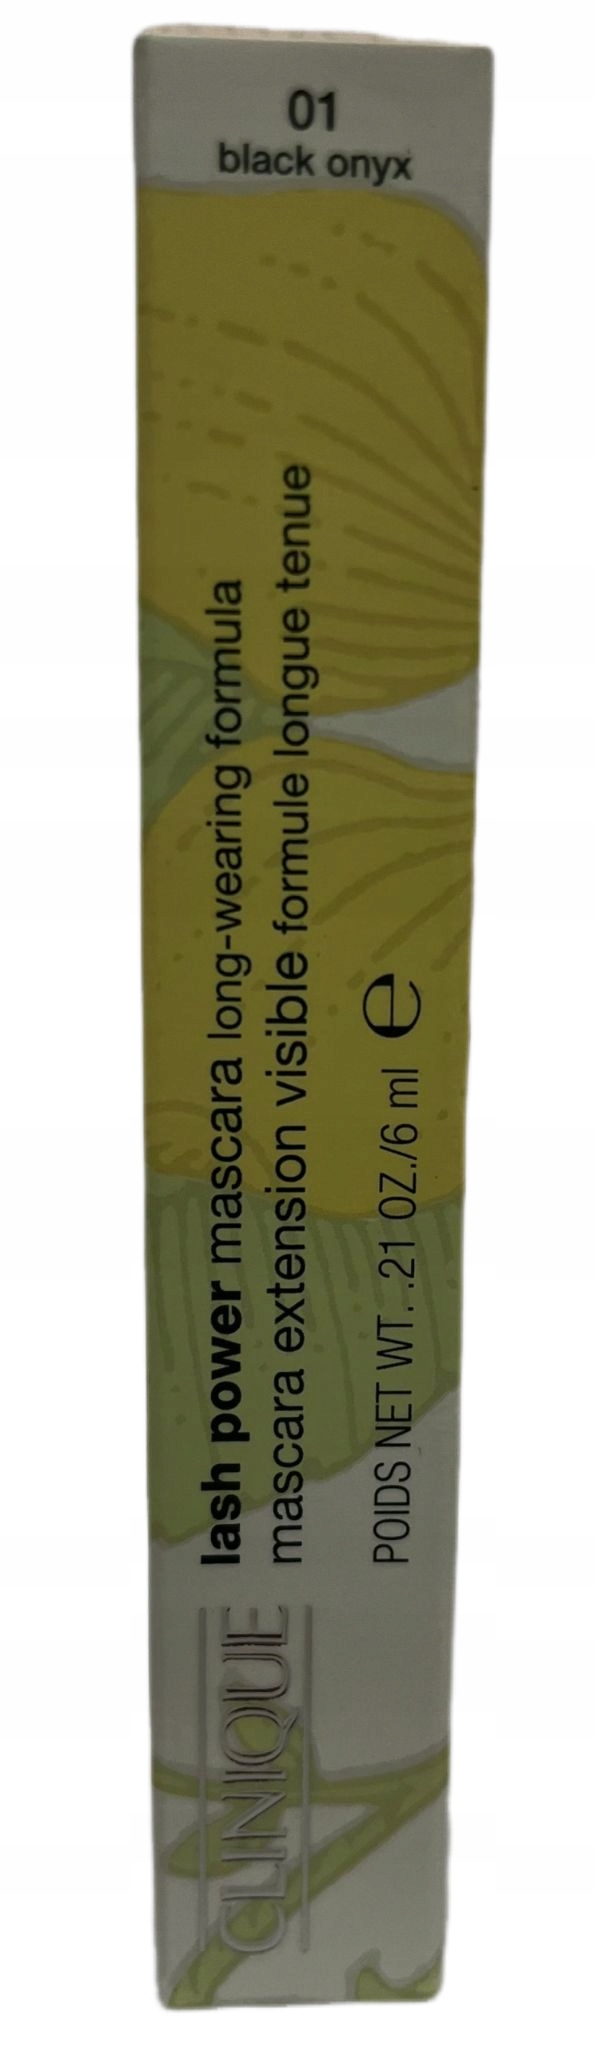 01
black onyx
lash power mascara long-wearing formula
mascara extension visible formule longue tenue
POIDS NET WT. .21 OZ./6 ml e
CLINIQUE